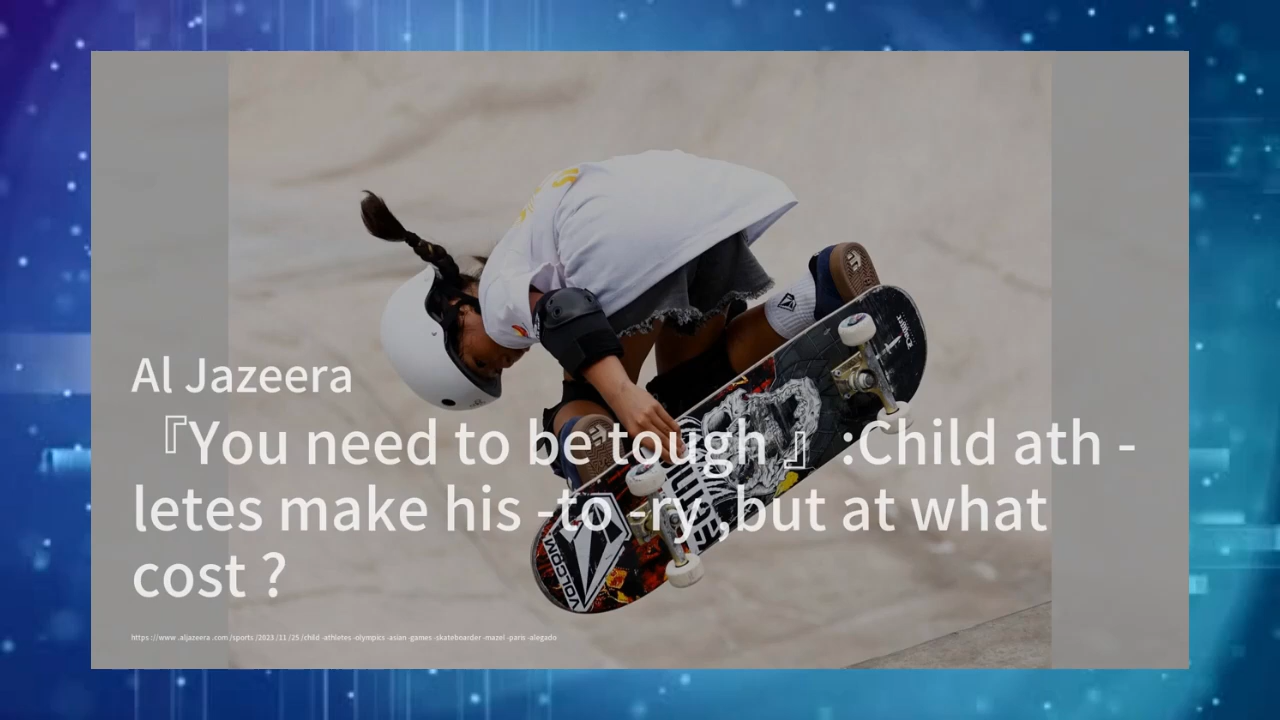 Al Jazeera
『You need to be tough 』:Child ath -
letes make his -to -ry ,but at what
cost ?
https://www .aljazeera .com /sports /2023 /11 /25 /child -athletes -olympics -asian -games -skateboarder -mazel -paris -alegado
VOLCOM